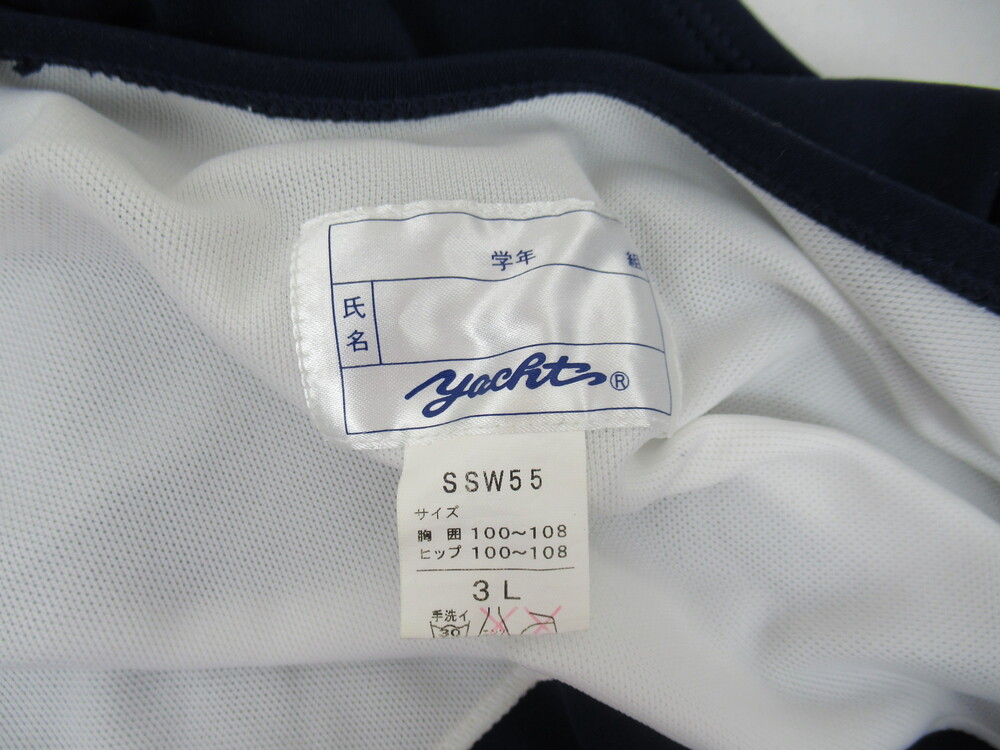 学年 組
氏名
yacht®
SSW55
サイズ
胸 囲 100～108
ヒップ 100～108
3L
手洗イ
30